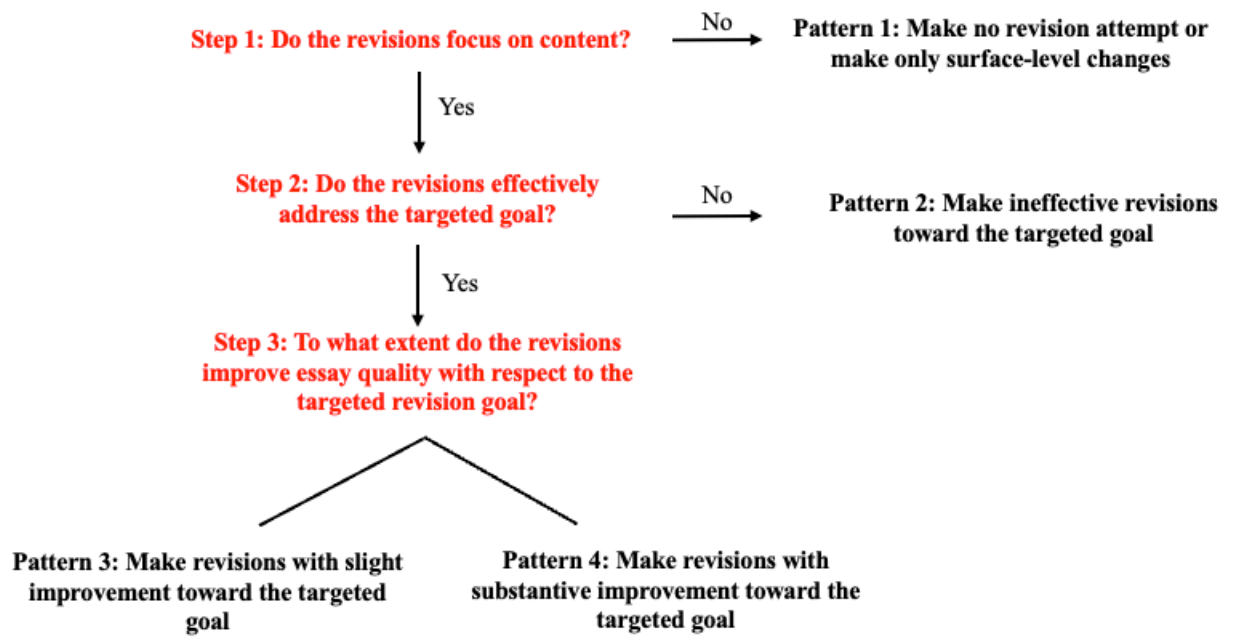 Step 1: Do the revisions focus on content?
No
Pattern 1: Make no revision attempt or
make only surface-level changes
Yes
Step 2: Do the revisions effectively
address the targeted goal?
No
Pattern 2: Make ineffective revisions
toward the targeted goal
Yes
Step 3: To what extent do the revisions
improve essay quality with respect to the
targeted revision goal?
Pattern 3: Make revisions with slight
improvement toward the targeted
goal
Pattern 4: Make revisions with
substantive improvement toward the
targeted goal